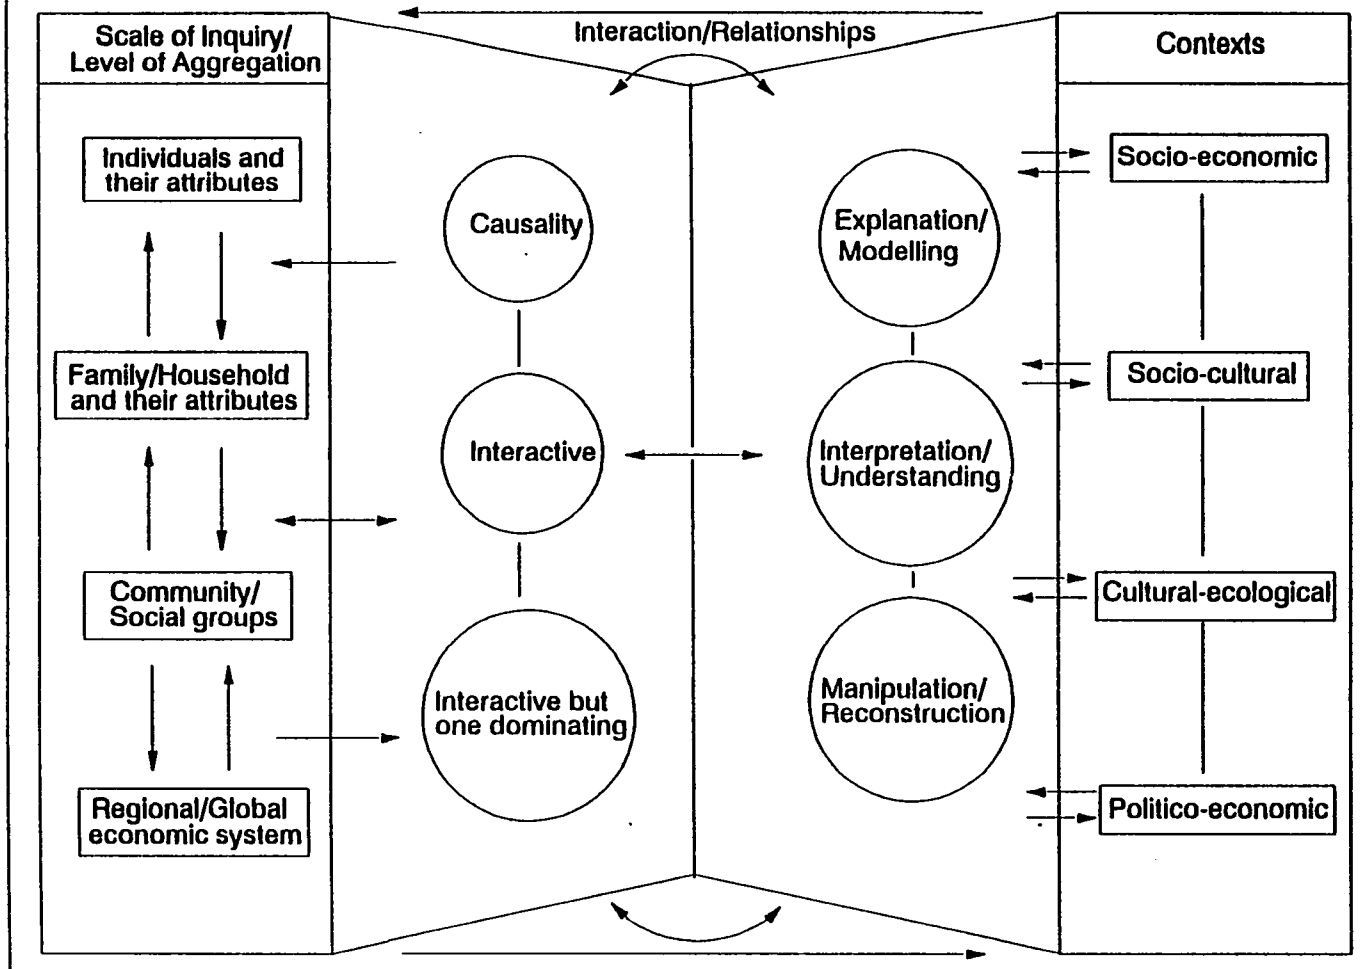 Scale of Inquiry/
Level of Aggregation
Interaction/Relationships
Contexts
Individuals and
their attributes
Family/Household
and their attributes
Community/
Social groups
Regional/Global
economic system
Causality
Interactive
Interactive but
one dominating
Explanation/
Modelling
Interpretation/
Understanding
Manipulation/
Reconstruction
Socio-economic
Socio-cultural
Cultural-ecological
Politico-economic